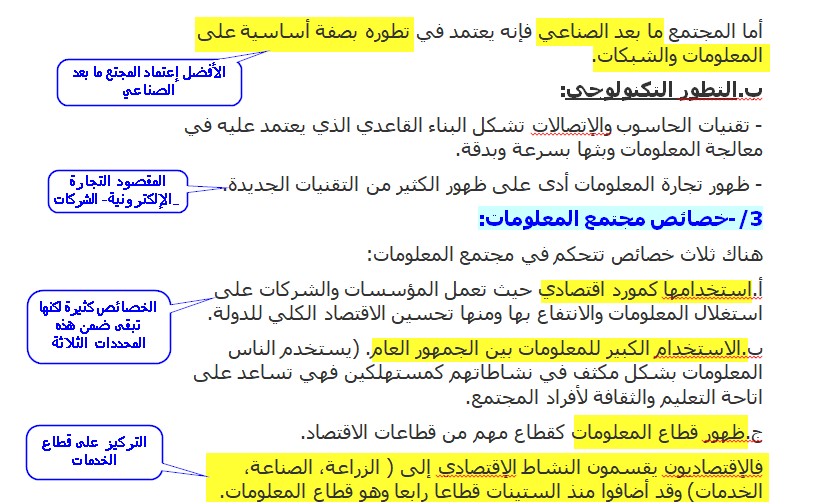 أما المجتمع ما بعد الصناعي فإنه يعتمد في تطوره بصفة أساسية على
المعلومات والشبكات.
الأفضل إعتماد المجتع ما بعد
الصناعي
ب.التطور التكنولوجي:
- تقنيات الحاسوب والإتصالات تشكل البناء القاعدي الذي يعتمد عليه في
معالجة المعلومات وبثها بسرعة وبدقة.
- ظهور تجارة المعلومات أدى على ظهور الكثير من التقنيات الجديدة.
المقصود التجارة
الإلكترونية- الشركات_
3/-خصائص مجتمع المعلومات:
هناك ثلاث خصائص تتحكم في مجتمع المعلومات:
أ.استخدامها كمورد اقتصادي حيث تعمل المؤسسات والشركات على
استغلال المعلومات والانتفاع بها ومنها تحسين الاقتصاد الكلي للدولة.
الخصائص كثيرة لكنها
تبقى ضمن هذه
المحددات الثلاثة
ب.الاستخدام الكبير للمعلومات بين الجمهور العام. (يستخدم الناس
المعلومات بشكل مكثف في نشاطاتهم كمستهلكين فهي تساعد على
اتاحة التعليم والثقافة لأفراد المجتمع.
ج.ظهور قطاع المعلومات كقطاع مهم من قطاعات الاقتصاد.
التركيز على قطاع
الخدمات
فالإقتصاديون يقسمون النشاط الإقتصادي إلى ( الزراعة، الصناعة،
الخدمات) وقد أضافوا منذ الستينات قطاعا رابعا وهو قطاع المعلومات.